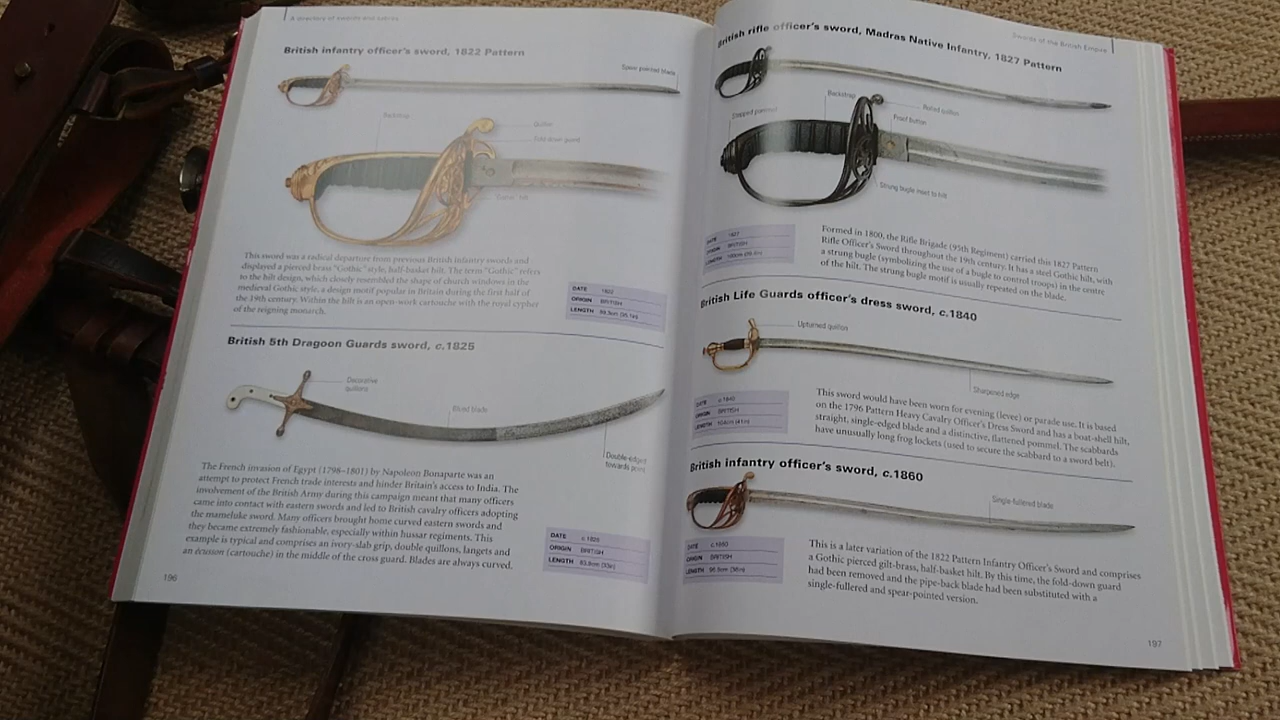 A directory of swords and sabres
British infantry officer's sword, 1822 Pattern
Spear pointed blade
Backstrap
Quillon
Fold-down guard
"Gothic" hilt
This sword was a radical departure from previous British infantry swords and
displayed a pierced brass "Gothic" style, half-basket hilt. The term "Gothic" refers
to the hilt design, which closely resembled the shape of church windows in the
medieval Gothic style, a design motif popular in Britain during the first half of
the 19th century. Within the hilt is an open-work cartouche with the royal cypher
of the reigning monarch.
DATE 1822
ORIGIN BRITISH
LENGTH
British 5th Dragoon Guards sword, c.1825
Decorative
quillons
Blued blade
Double-edged
towards point
The French invasion of Egypt (1798–1801) by Napoleon Bonaparte was an
attempt to protect French trade interests and hinder Britain's access to India. The
involvement of the British Army during this campaign meant that many officers
came into contact with eastern swords and led to British cavalry officers adopting
the mameluke sword. Many officers brought home curved eastern swords and
they became extremely fashionable, especially within hussar regiments. This
example is typical and comprises an ivory-slab grip, double quillons, langets and
an écusson (cartouche) in the middle of the cross guard. Blades are always curved.
DATE c.1825
ORIGIN BRITISH
LENGTH 83.8cm (33in)
196
Swords of the British Empire
British rifle officer's sword, Madras Native Infantry, 1827 Pattern
Backstrap
Rolled quillon
Stepped pommel
Proof button
Strung bugle inset to hilt
DATE 1827
ORIGIN BRITISH
LENGTH
Formed in 1800, the Rifle Brigade (95th Regiment) carried this 1827 Pattern
Rifle Officer's Sword throughout the 19th century. It has a steel Gothic hilt, with
a strung bugle (symbolizing the use of a bugle to control troops) in the centre
of the hilt. The strung bugle motif is usually repeated on the blade.
British Life Guards officer's dress sword, c.1840
Upturned quillon
Sharpened edge
DATE c.1840
ORIGIN BRITISH
LENGTH 104cm (41in)
This sword would have been worn for evening (levee) or parade use. It is based
on the 1796 Pattern Heavy Cavalry Officer's Dress Sword and has a boat-shell hilt,
straight, single-edged blade and a distinctive, flattened pommel. The scabbards
have unusually long frog lockets (used to secure the scabbard to a sword belt).
British infantry officer's sword, c.1860
Single-fullered blade
DATE c.1860
ORIGIN BRITISH
LENGTH 96.5cm (38in)
This is a later variation of the 1822 Pattern Infantry Officer's Sword and comprises
a Gothic pierced gilt-brass, half-basket hilt. By this time, the fold-down guard
had been removed and the pipe-back blade had been substituted with a
single-fullered and spear-pointed version.
197